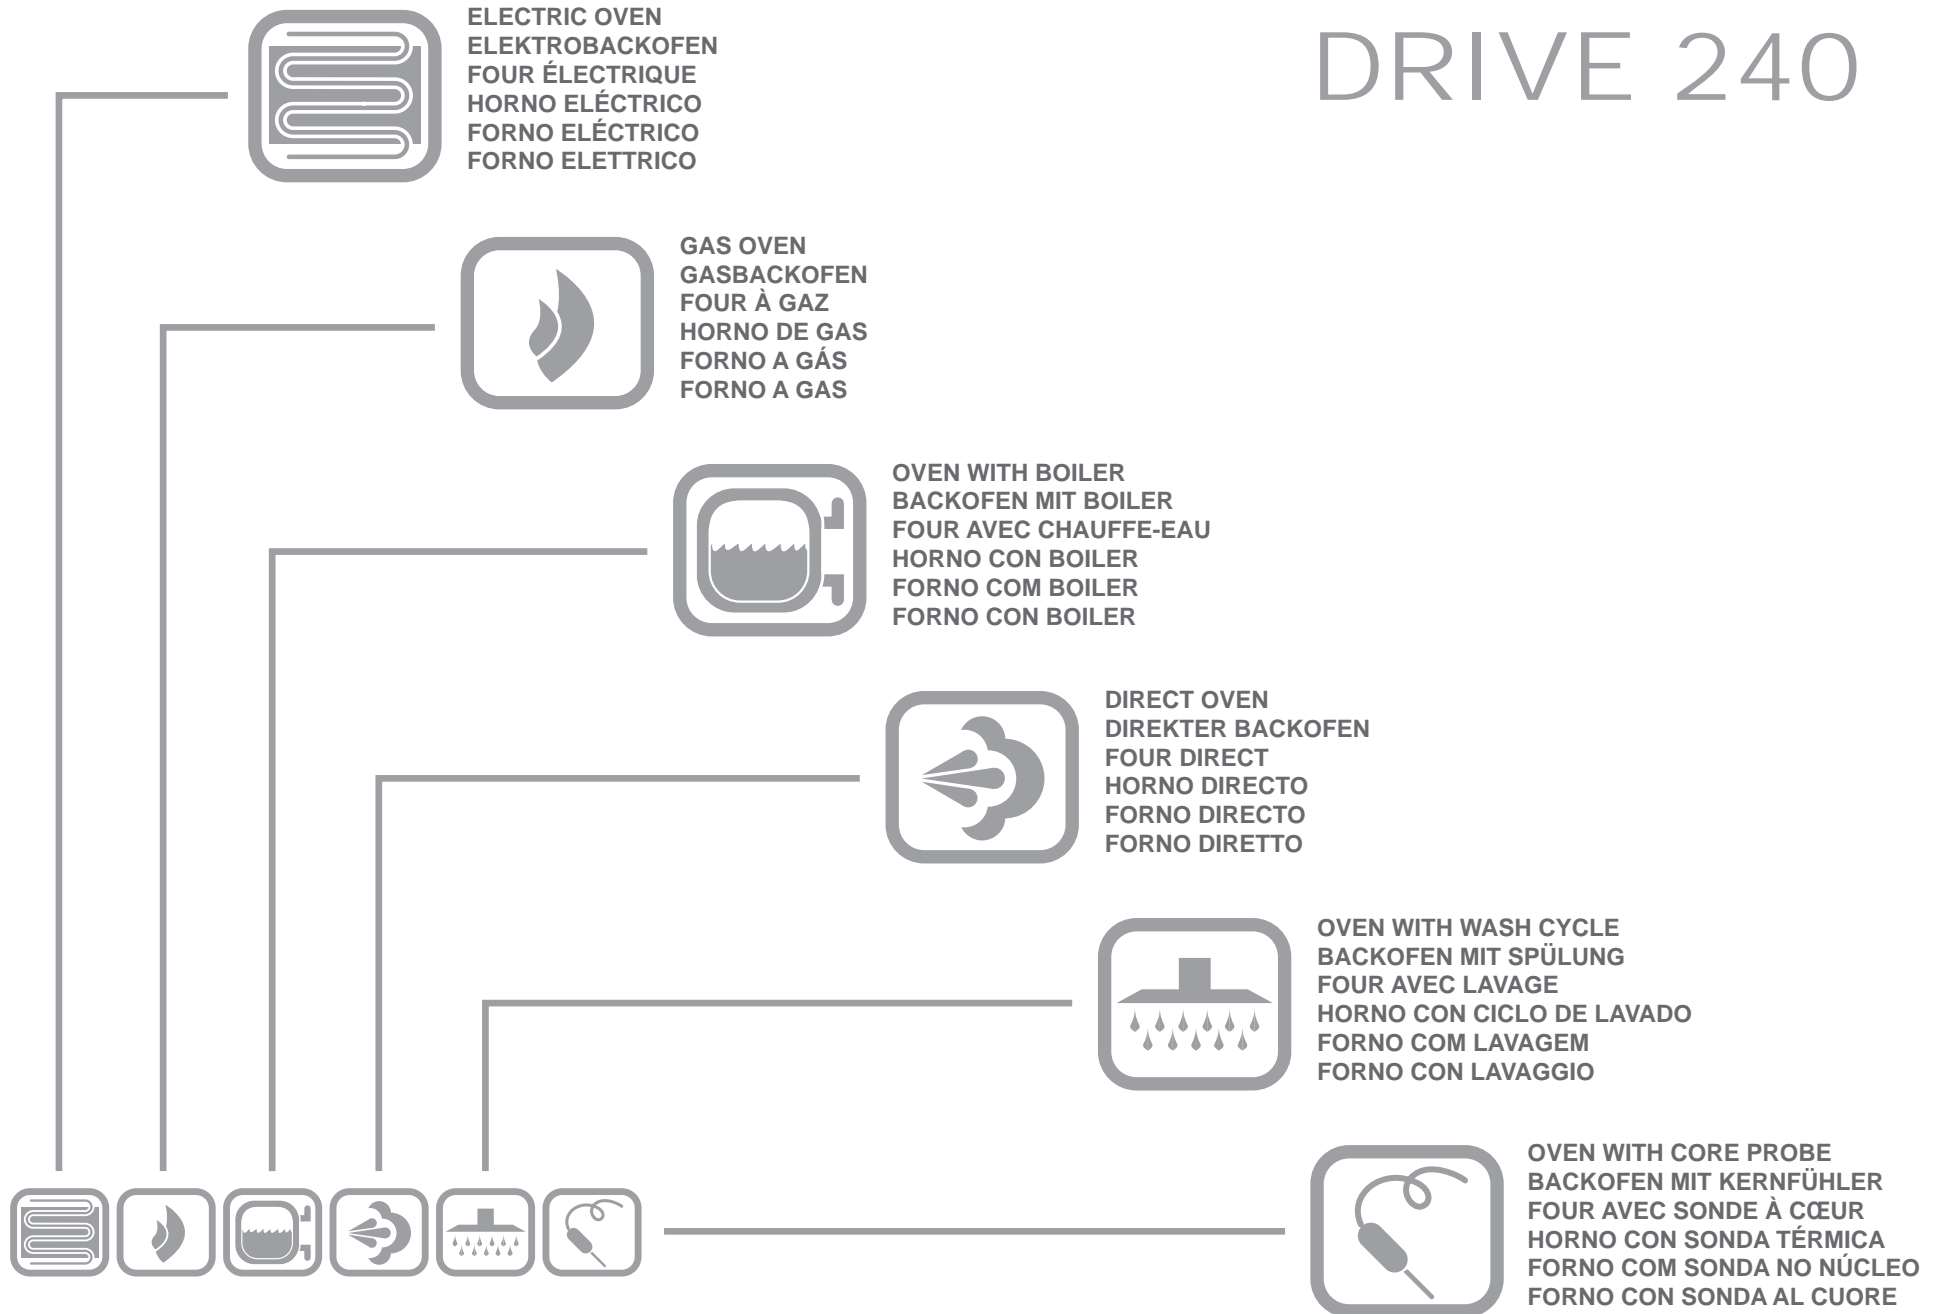 DRIVE 240
ELECTRIC OVEN
ELEKTROBACKOFEN
FOUR ÉLECTRIQUE
HORNO ELÉCTRICO
FORNO ELÉCTRICO
FORNO ELETTRICO
GAS OVEN
GASBACKOFEN
FOUR À GAZ
HORNO DE GAS
FORNO A GÁS
FORNO A GAS
OVEN WITH BOILER
BACKOFEN MIT BOILER
FOUR AVEC CHAUFFE-EAU
HORNO CON BOILER
FORNO COM BOILER
FORNO CON BOILER
DIRECT OVEN
DIREKTER BACKOFEN
FOUR DIRECT
HORNO DIRECTO
FORNO DIRECTO
FORNO DIRETTO
OVEN WITH WASH CYCLE
BACKOFEN MIT SPÜLUNG
FOUR AVEC LAVAGE
HORNO CON CICLO DE LAVADO
FORNO COM LAVAGEM
FORNO CON LAVAGGIO
OVEN WITH CORE PROBE
BACKOFEN MIT KERNFÜHLER
FOUR AVEC SONDE À CŒUR
HORNO CON SONDA TÉRMICA
FORNO COM SONDA NO NÚCLEO
FORNO CON SONDA AL CUORE